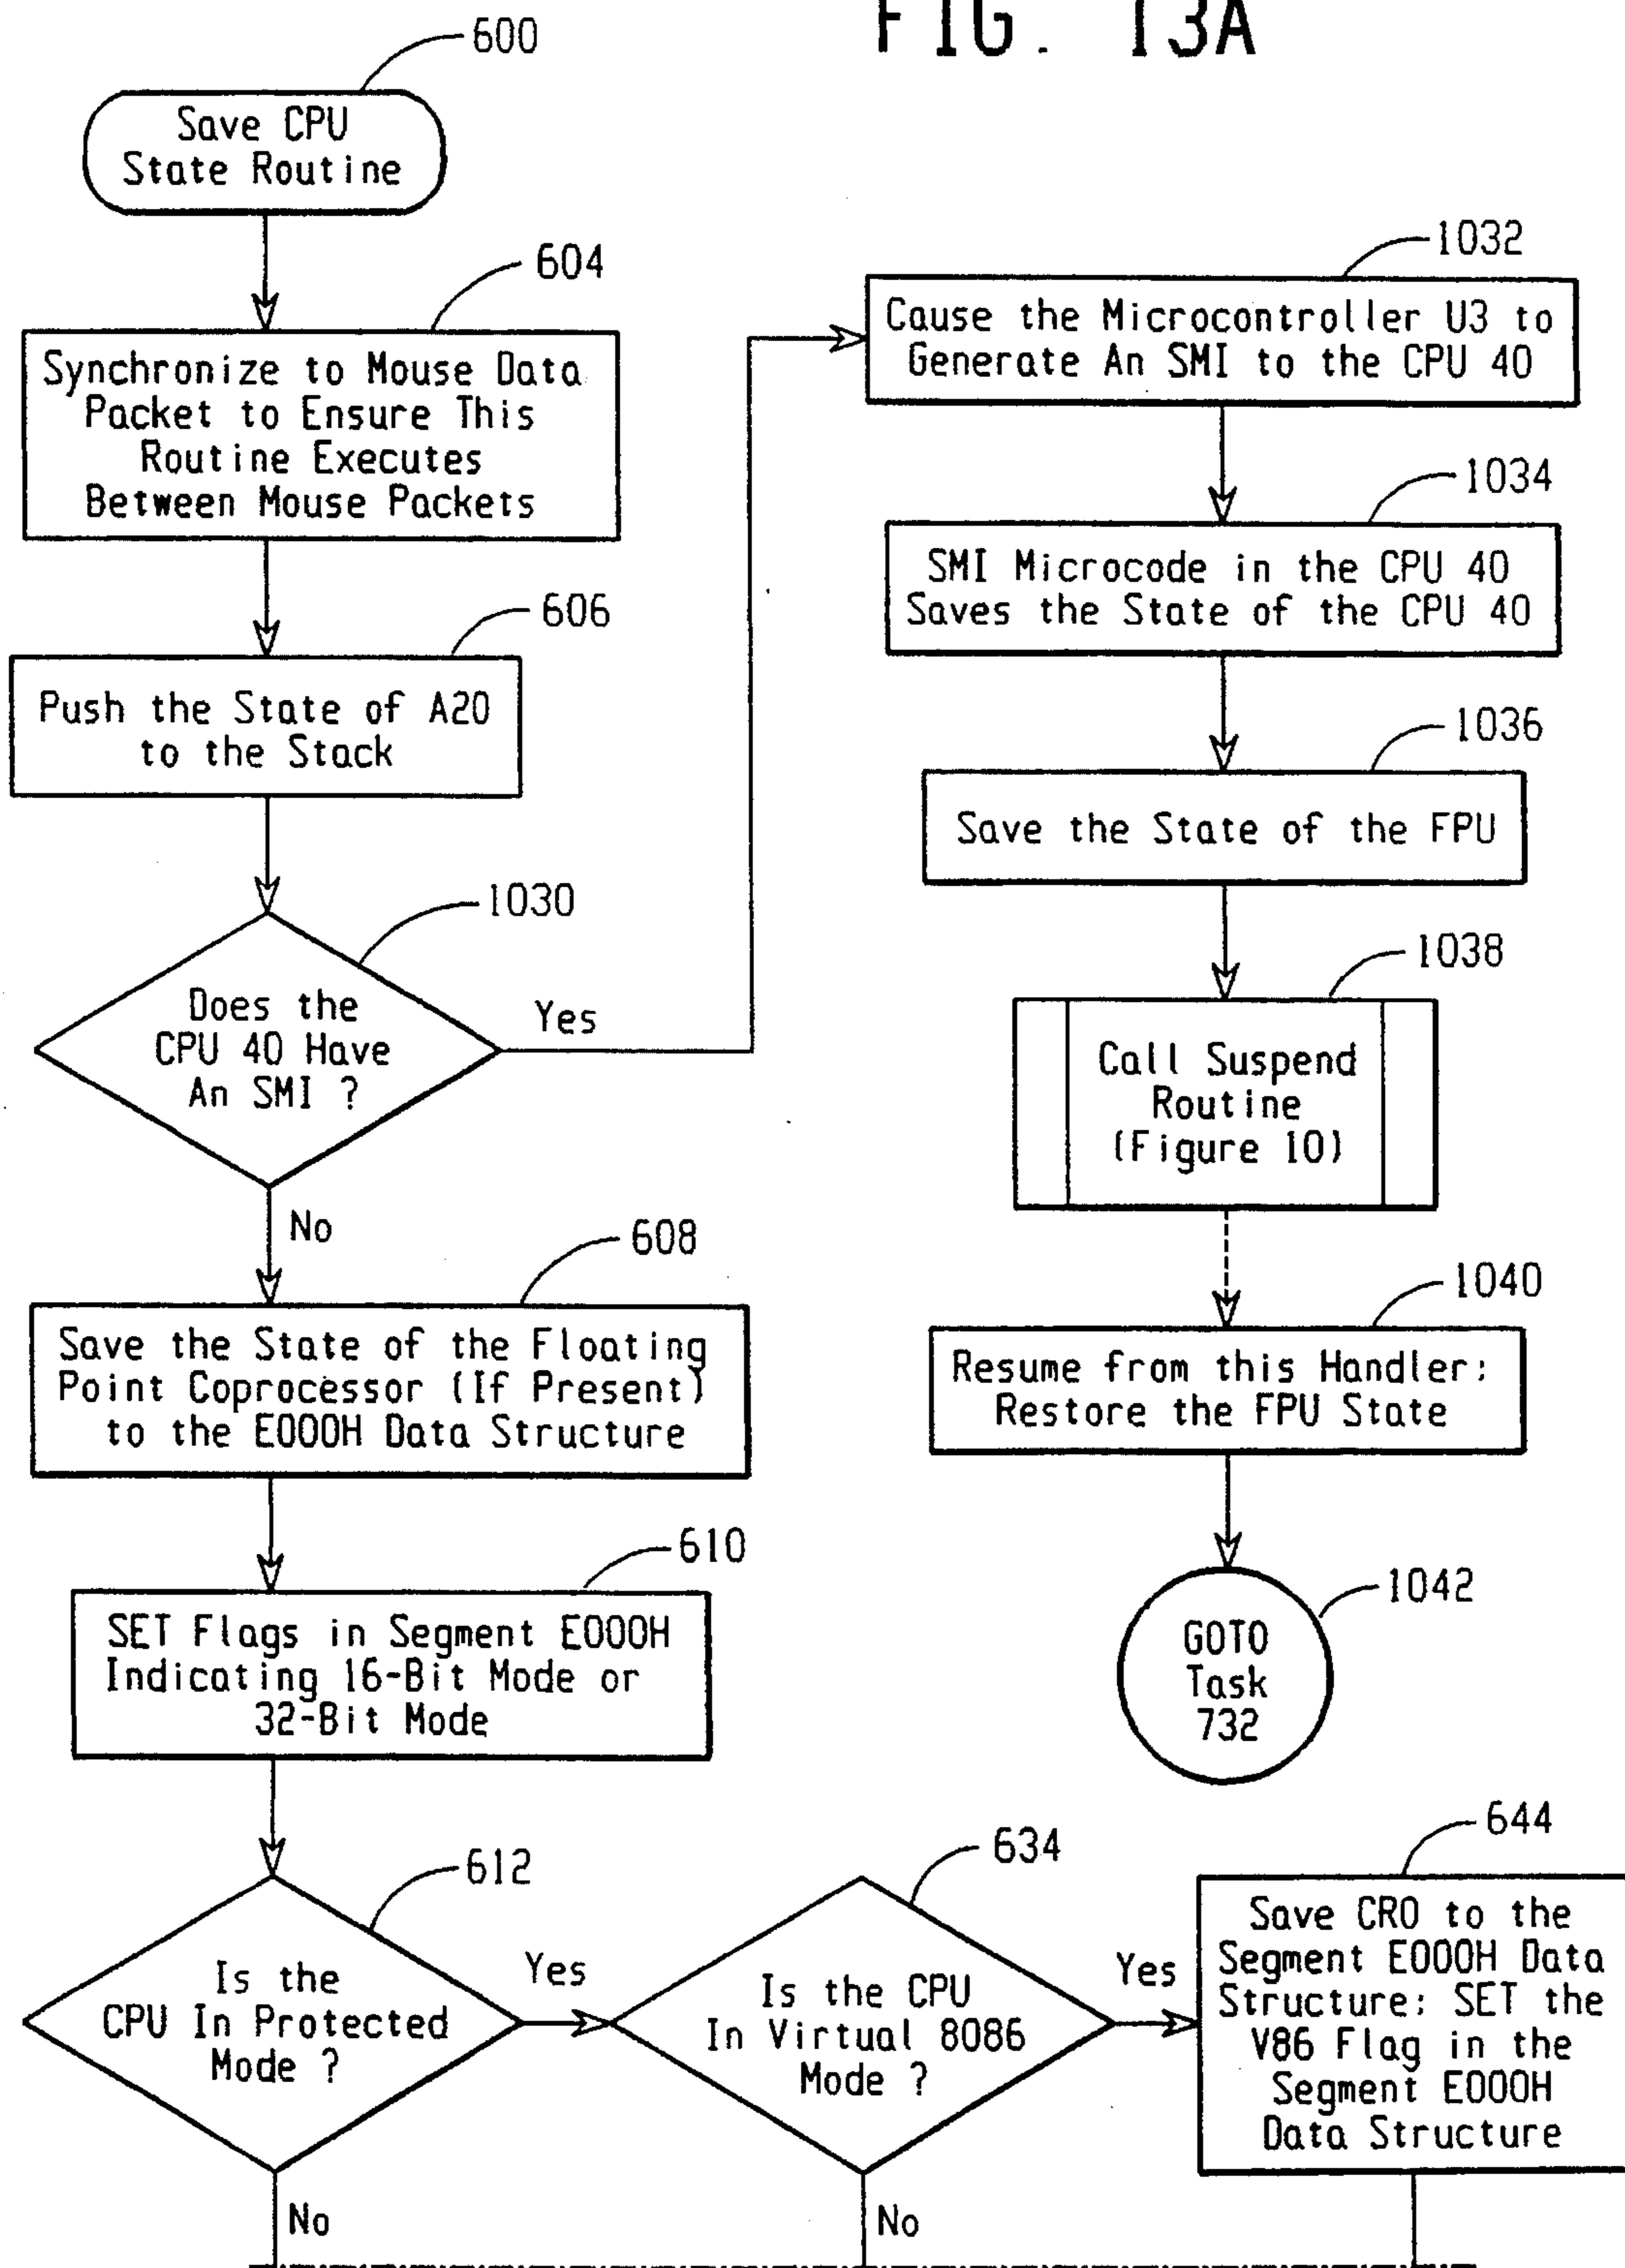 FIG. 13A
600
Save CPU
State Routine
604
Synchronize to Mouse Data
Packet to Ensure This
Routine Executes
Between Mouse Packets
606
Push the State of A20
to the Stack
1030
Does the
CPU 40 Have
An SMI ?
Yes
No
608
Save the State of the Floating
Point Coprocessor (If Present)
to the E000H Data Structure
610
SET Flags in Segment E000H
Indicating 16-Bit Mode or
32-Bit Mode
612
Is the
CPU In Protected
Mode ?
Yes
No
634
Is the CPU
In Virtual 8086
Mode ?
Yes
No
644
Save CR0 to the
Segment E000H Data
Structure; SET the
V86 Flag in the
Segment E000H
Data Structure
1032
Cause the Microcontroller U3 to
Generate An SMI to the CPU 40
1034
SMI Microcode in the CPU 40
Saves the State of the CPU 40
1036
Save the State of the FPU
1038
Call Suspend
Routine
(Figure 10)
1040
Resume from this Handler;
Restore the FPU State
1042
GOTO
Task
732